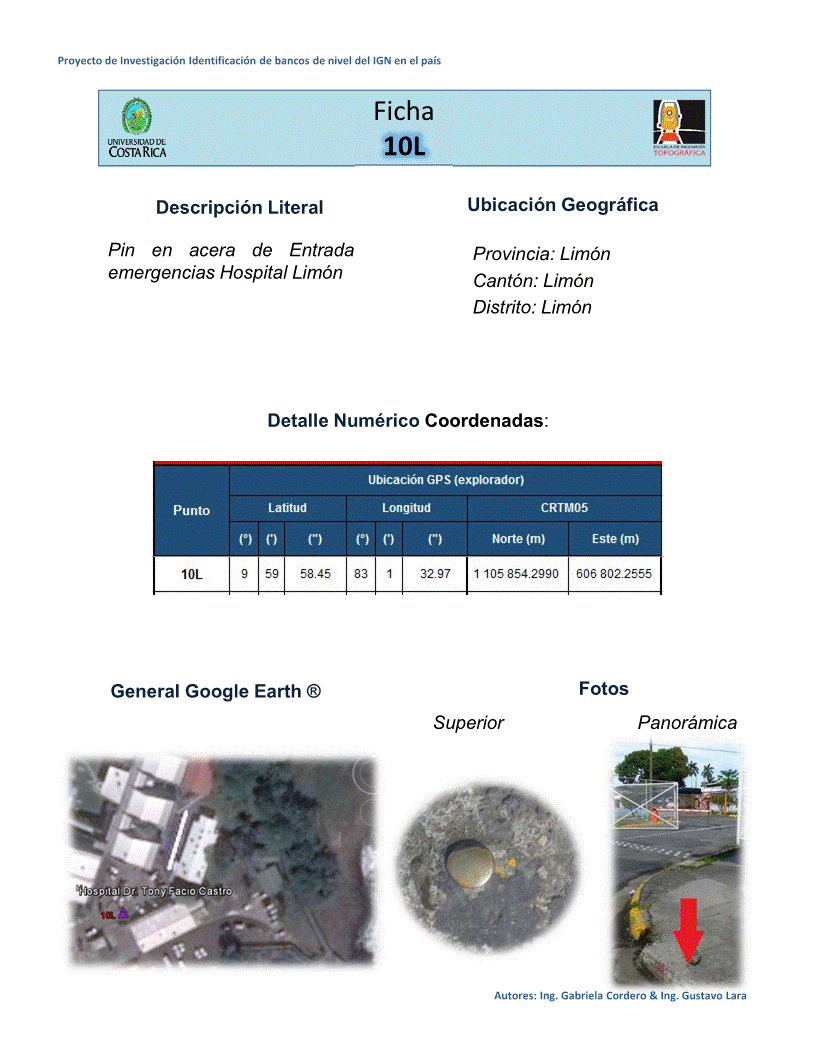 Proyecto de Investigación Identificación de bancos de nivel del IGN en el país
UNIVERSIDAD DE
COSTA RICA
Ficha
10L
ESCUELA DE INGENIERÍA
TOPOGRÁFICA
Descripción Literal
Pin en acera de Entrada
emergencias Hospital Limón
Ubicación Geográfica
Provincia: Limón
Cantón: Limón
Distrito: Limón
Detalle Numérico Coordenadas:
Punto
Ubicación GPS (explorador)
Latitud Longitud CRTM05
(°) (') (") (°) (') (") Norte (m) Este (m)
10L 9 59 58.45 83 1 32.97 1 105 854.2990 606 802.2555
General Google Earth ®
Fotos
Superior Panorámica
Hospital Dr. Tony Facio Castro
10L
Autores: Ing. Gabriela Cordero & Ing. Gustavo Lara